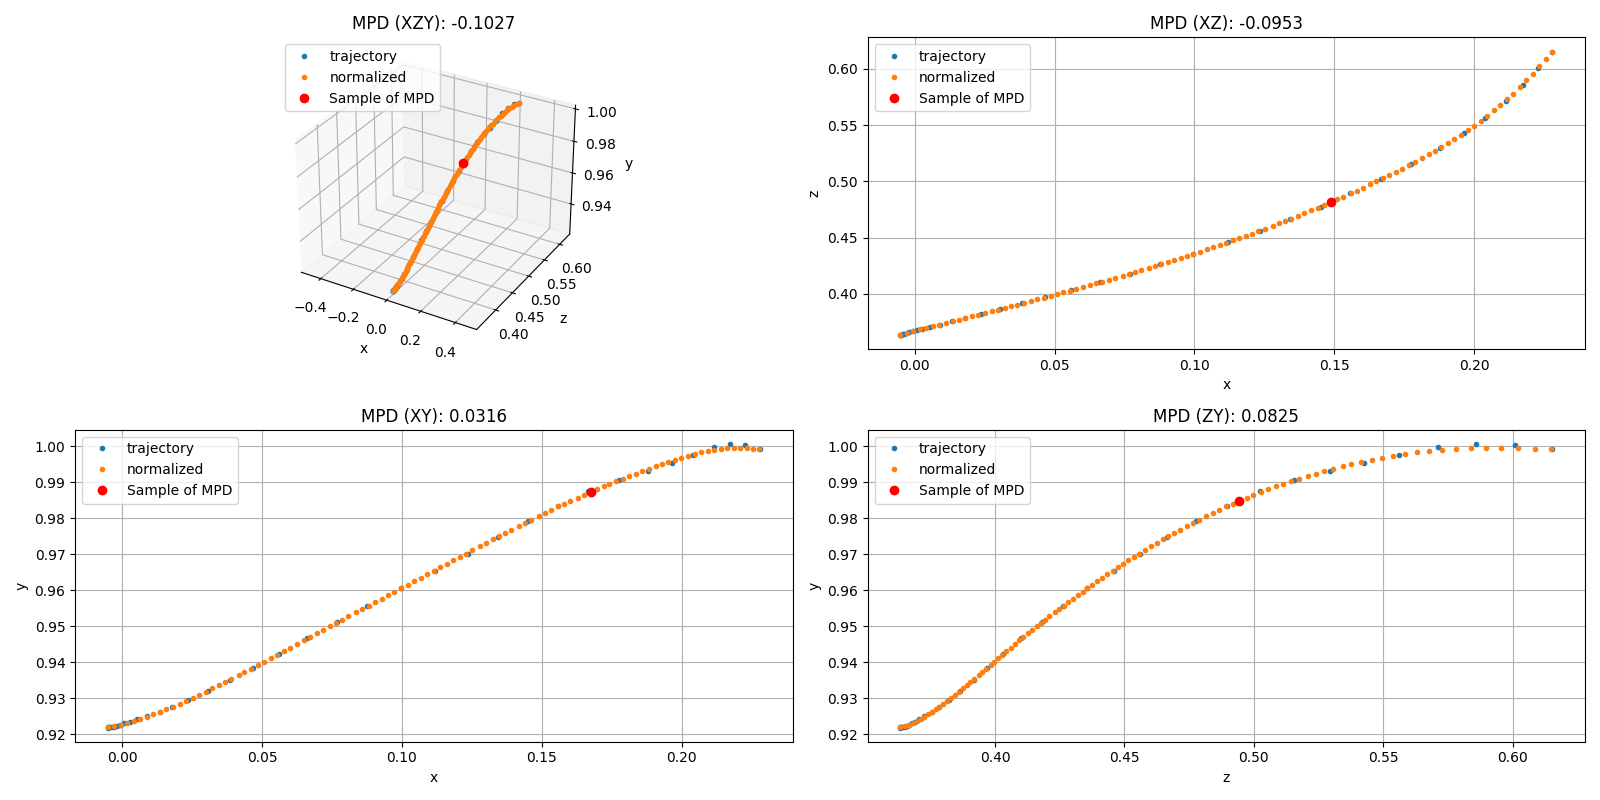 MPD (XZY): -0.1027
trajectory
normalized
Sample of MPD
1.00
0.98
0.96
0.94
y
0.60
0.55
0.50
0.45
0.40
z
−0.4
−0.2
0.0
0.2
0.4
x
MPD (XZ): -0.0953
trajectory
normalized
Sample of MPD
0.60
0.55
0.50
0.45
0.40
z
0.00 0.05 0.10 0.15 0.20
x
MPD (XY): 0.0316
trajectory
normalized
Sample of MPD
1.00
0.99
0.98
0.97
0.96
0.95
0.94
0.93
0.92
y
0.00 0.05 0.10 0.15 0.20
x
MPD (ZY): 0.0825
trajectory
normalized
Sample of MPD
1.00
0.99
0.98
0.97
0.96
0.95
0.94
0.93
0.92
y
0.40 0.45 0.50 0.55 0.60
z